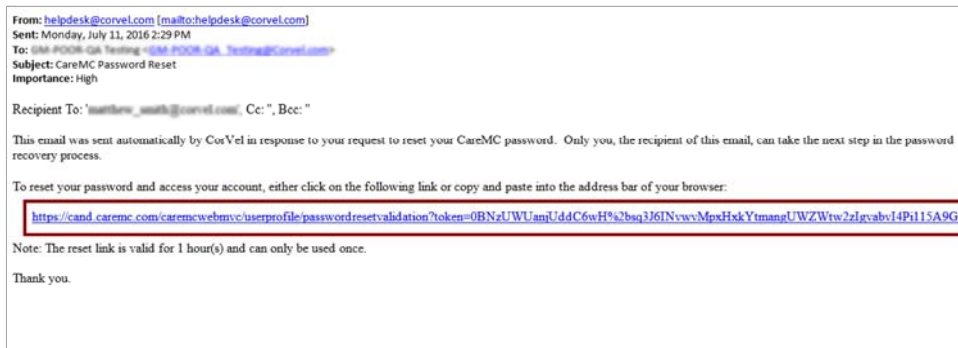 From: helpdesk@corvel.com [mailto:helpdesk@corvel.com]
Sent: Monday, July 11, 2016 2:29 PM
To:
Subject: CareMC Password Reset
Importance: High
Recipient To: ' ', Cc: '', Bcc: ''
This email was sent automatically by CorVel in response to your request to reset your CareMC password. Only you, the recipient of this email, can take the next step in the password
recovery process.
To reset your password and access your account, either click on the following link or copy and paste into the address bar of your browser:
https://cand.caremc.com/caremcwebmvc/userprofile/passwordresetvalidation?token=0BNzUWUanjUddC6wH%2bsq3J6INvwvMpxHxkYtmangUWZWtw2zIgvabvI4Pi115A9G
Note: The reset link is valid for 1 hour(s) and can only be used once.
Thank you.